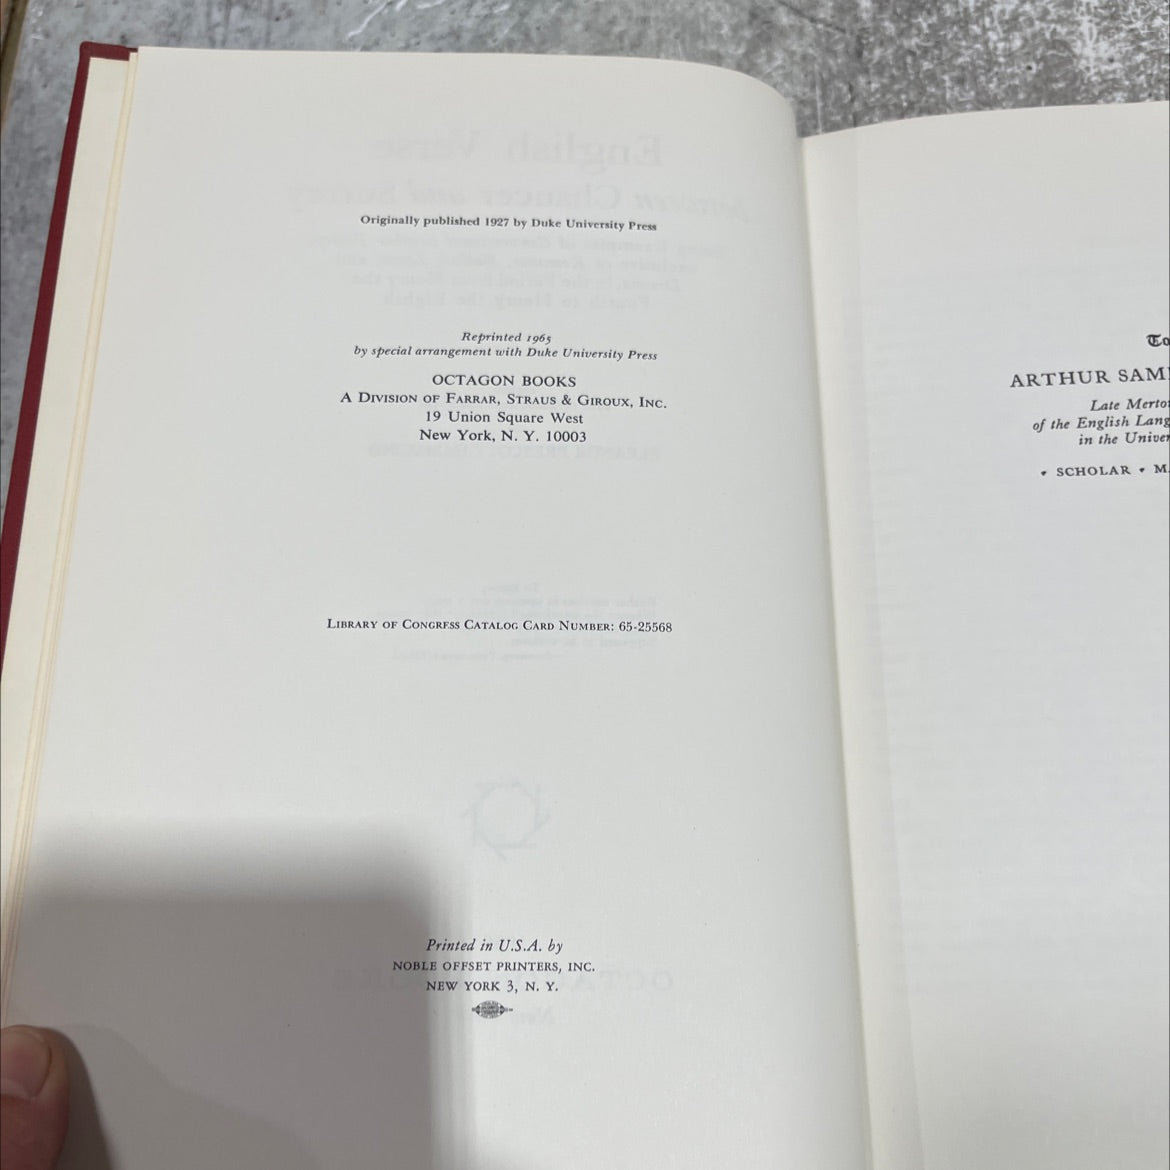 Originally published 1927 by Duke University Press
Reprinted 1965
by special arrangement with Duke University Press
OCTAGON BOOKS
A DIVISION OF FARRAR, STRAUS & GIROUX, INC.
19 Union Square West
New York, N. Y. 10003
LIBRARY OF CONGRESS CATALOG CARD NUMBER: 65-25568
Printed in U.S.A. by
NOBLE OFFSET PRINTERS, INC.
NEW YORK 3, N. Y.
To
ARTHUR SAM
Late Merto
of the English Lang
in the Univer
• SCHOLAR • M